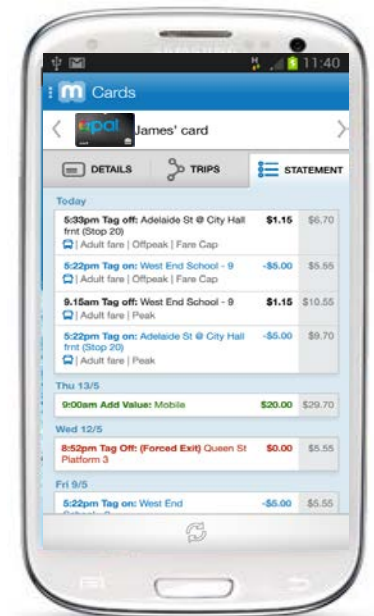 SAMSUNG
11:40
m Cards
opal James' card
DETAILS TRIPS STATEMENT
Today
5:33pm Tag off: Adelaide St @ City Hall $1.15 $6.70
frnt (Stop 20)
| Adult fare | Offpeak | Fare Cap
5:22pm Tag on: West End School - 9 -$5.00 $5.55
| Adult fare | Offpeak | Fare Cap
9.15am Tag off: West End School - 9 $1.15 $10.55
| Adult fare | Peak
5:22pm Tag on: Adelaide St @ City Hall -$5.00 $9.70
frnt (Stop 20)
| Adult fare | Peak
Thu 13/5
9:00am Add Value: Mobile $20.00 $29.70
Wed 12/5
8:52pm Tag Off: (Forced Exit) Queen St $0.00 $5.55
Platform 3
Fri 9/5
5:22pm Tag on: West End -$5.00 $5.55